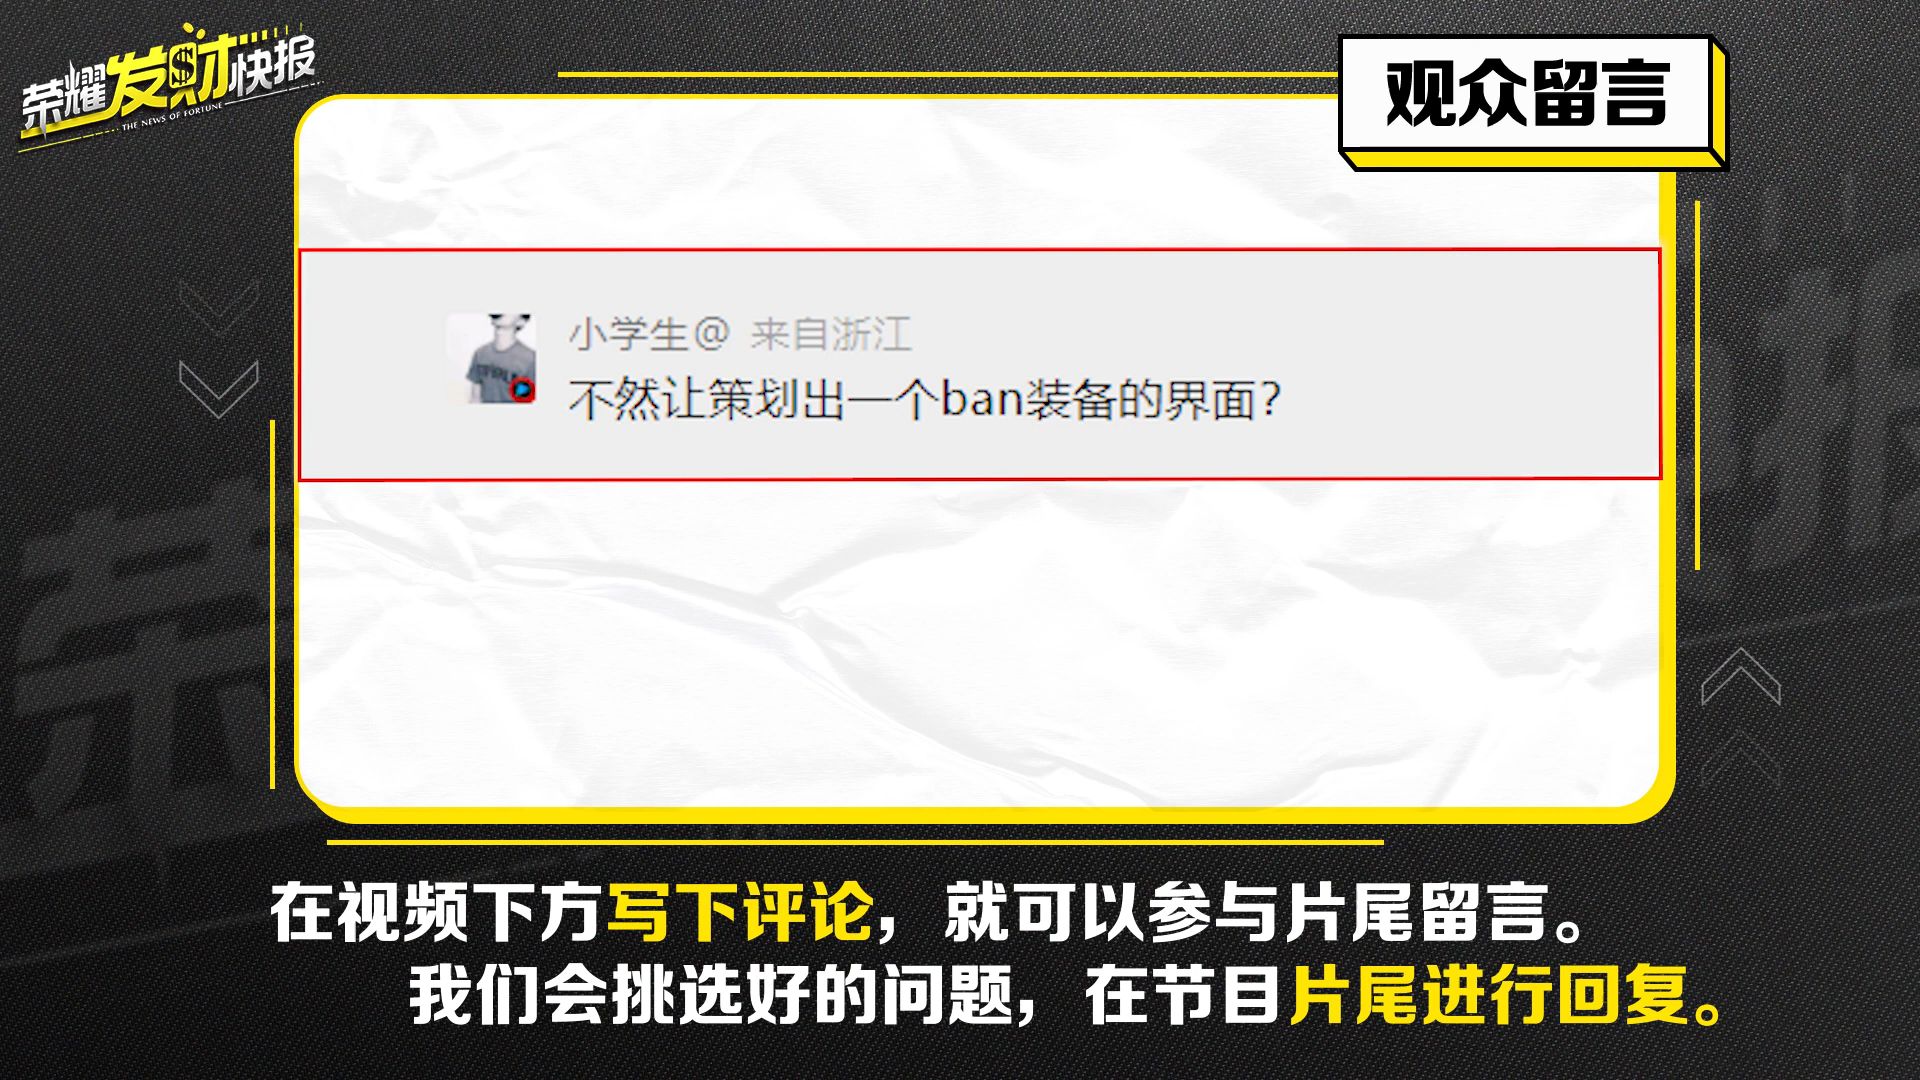 荣耀发财快报
THE NEWS OF FORTUNE
观众留言
小学生@ 来自浙江
不然让策划出一个ban装备的界面?
在视频下方写下评论，就可以参与片尾留言。
我们会挑选好的问题，在节目片尾进行回复。